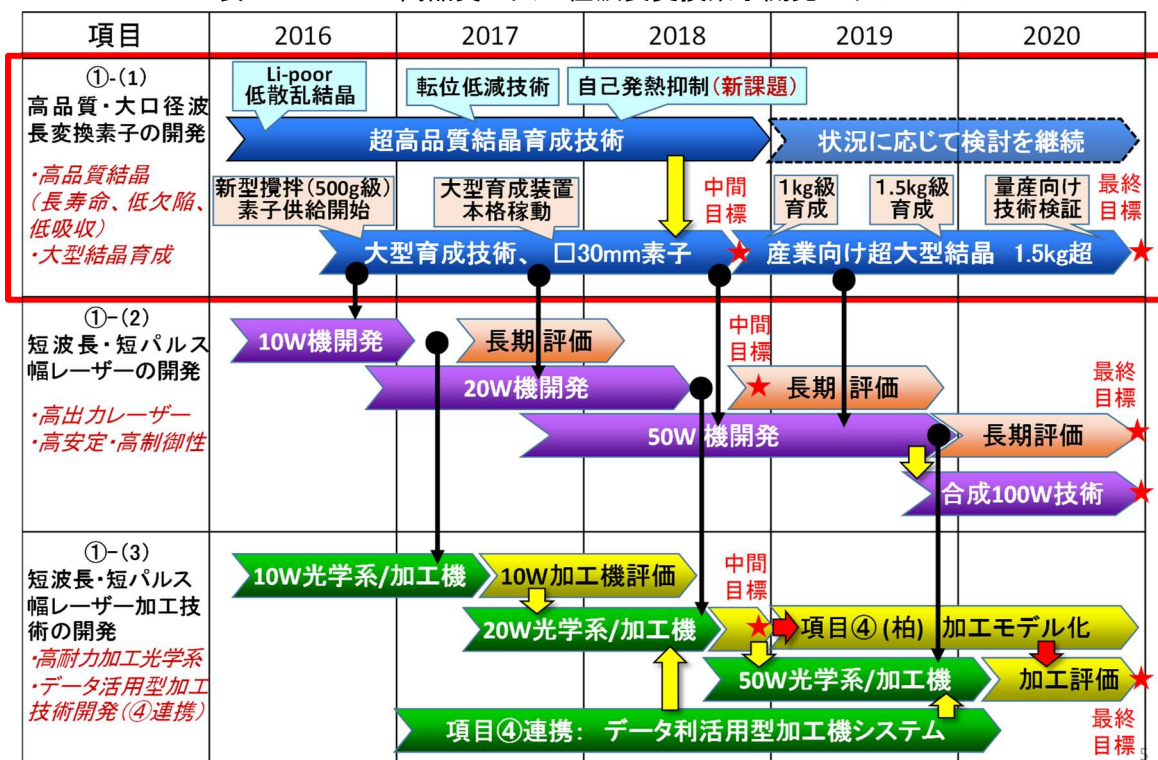 項目 2016 2017 2018 2019 2020
①-(1)
高品質・大口径波
長変換素子の開発
・高品質結晶
(長寿命、低欠陥、
低吸収)
・大型結晶育成
Li-poor
低散乱結晶
転位低減技術
自己発熱抑制(新課題)
超高品質結晶育成技術
状況に応じて検討を継続
新型攪拌(500g級)
素子供給開始
大型育成装置
本格稼動
中間
目標
1kg級
育成
1.5kg級
育成
量産向け
技術検証
最終
目標
大型育成技術、 □30mm素子
産業向け超大型結晶 1.5kg超
①-(2)
短波長・短パルス
幅レーザーの開発
・高出力レーザー
・高安定・高制御性
10W機開発
長期評価
中間
目標
20W機開発
長期評価
最終
目標
50W機開発
長期評価
合成100W技術
①-(3)
短波長・短パルス
幅レーザー加工技
術の開発
・高耐力加工光学系
・データ活用型加工
技術開発(④連携)
10W光学系/加工機
10W加工機評価
中間
目標
20W光学系/加工機
項目④(柏) 加工モデル化
50W光学系/加工機
加工評価
項目④連携: データ利活用型加工機システム
最終
目標
5